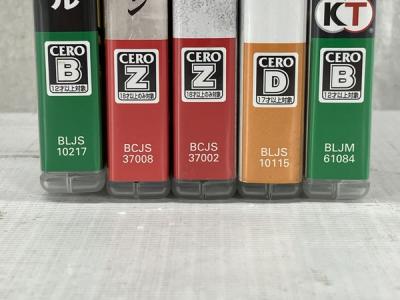 ル
CERO
B
12才以上対象
BLJS
10217
CERO
Z
18才以上のみ対象
BCJS
37008
CERO
Z
18才以上のみ対象
BCJS
37002
CERO
D
17才以上対象
BLJS
10115
KT
CERO
B
12才以上対象
BLJM
61084